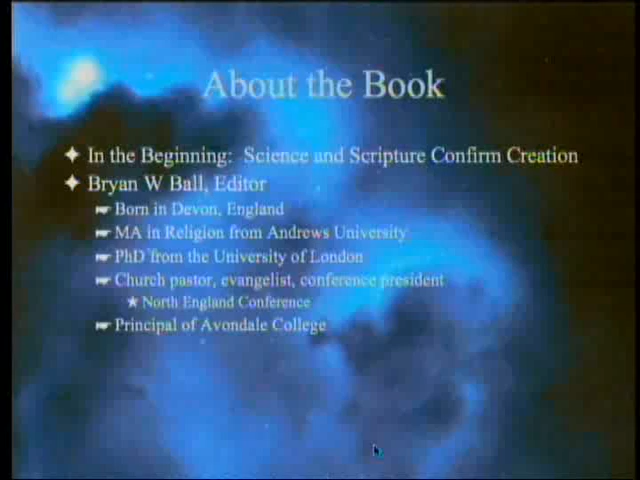 About the Book
In the Beginning: Science and Scripture Confirm Creation
Bryan W Ball, Editor
Born in Devon, England
MA in Religion from Andrews University
PhD from the University of London
Church pastor, evangelist, conference president
North England Conference
Principal of Avondale College